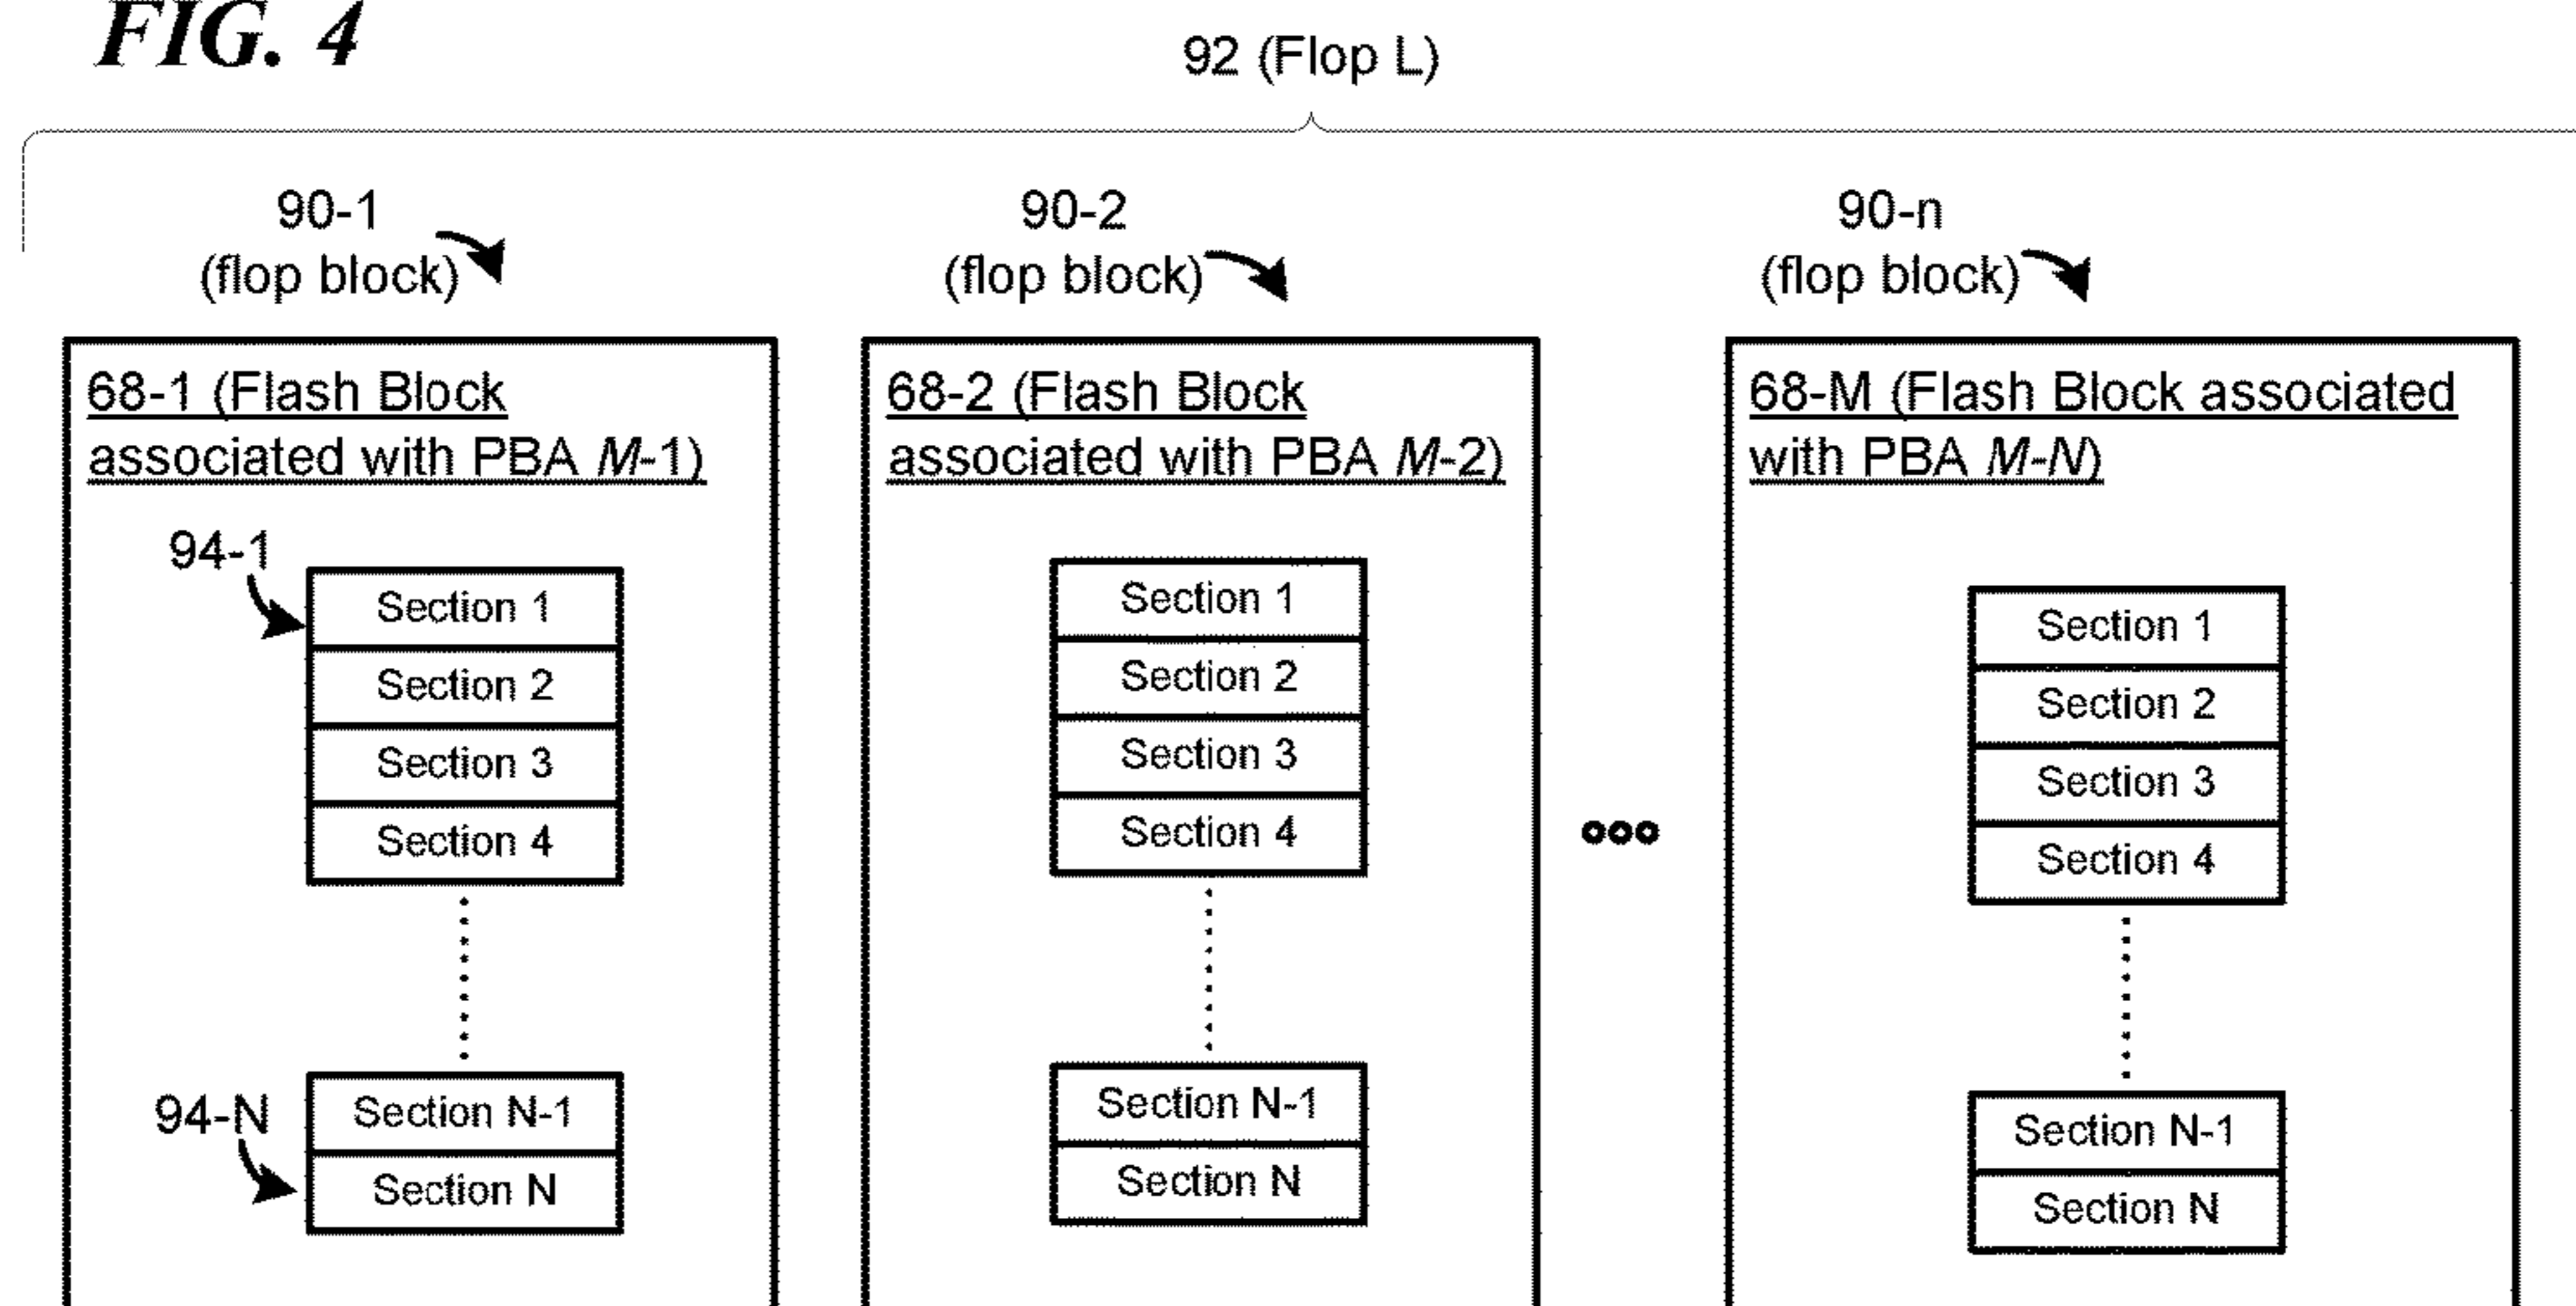 FIG. 4
92 (Flop L)
90-1
(flop block)
90-2
(flop block)
90-n
(flop block)
68-1 (Flash Block
associated with PBA M-1)
94-1
Section 1
Section 2
Section 3
Section 4
94-N
Section N-1
Section N
68-2 (Flash Block
associated with PBA M-2)
Section 1
Section 2
Section 3
Section 4
Section N-1
Section N
68-M (Flash Block associated
with PBA M-N)
Section 1
Section 2
Section 3
Section 4
Section N-1
Section N